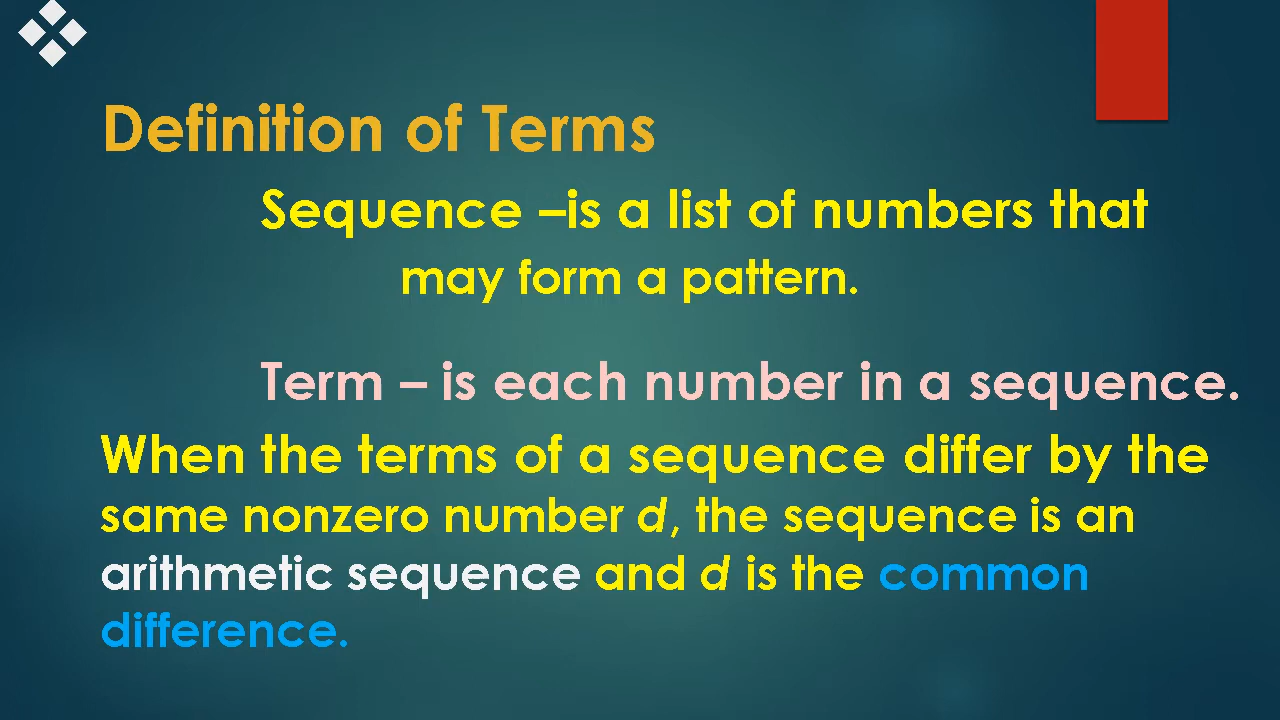 Definition of Terms
Sequence –is a list of numbers that
may form a pattern.
Term – is each number in a sequence.
When the terms of a sequence differ by the
same nonzero number d, the sequence is an
arithmetic sequence and d is the common
difference.